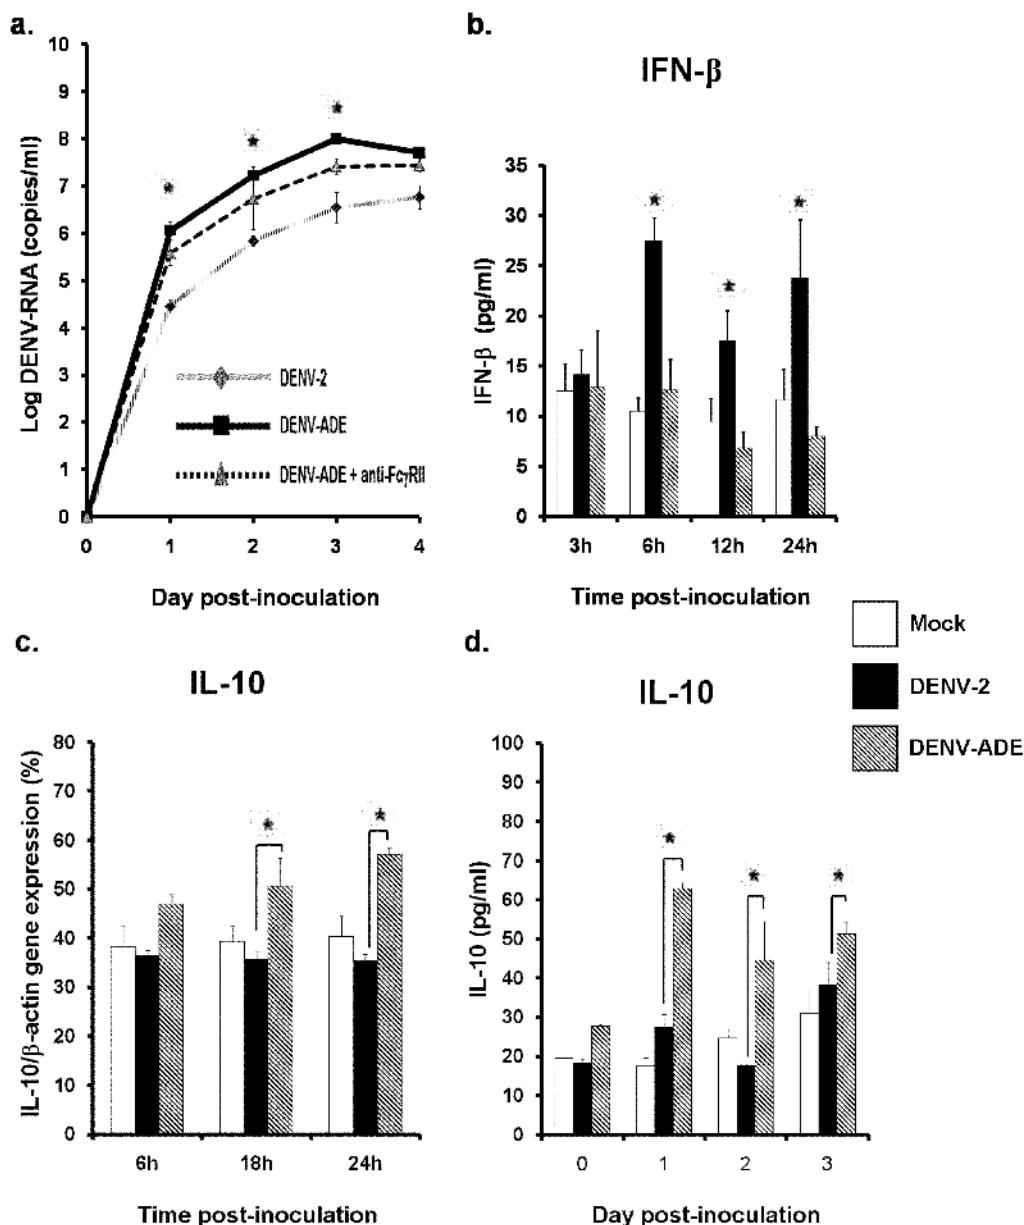 a.
10
9
8
7
6
5
4
3
2
1
0
Log DENV-RNA (copies/ml)
DENV-2
DENV-ADE
DENV-ADE + anti-FcγRII
0 1 2 3 4
Day post-inoculation
b.
IFN-β
35
30
25
20
15
10
5
0
IFN-β (pg/ml)
3h 6h 12h 24h
Time post-inoculation
Mock
DENV-2
DENV-ADE
c.
IL-10
80
70
60
50
40
30
20
10
0
IL-10/β-actin gene expression (%)
6h 18h 24h
Time post-inoculation
d.
IL-10
100
90
80
70
60
50
40
30
20
10
0
IL-10 (pg/ml)
0 1 2 3
Day post-inoculation